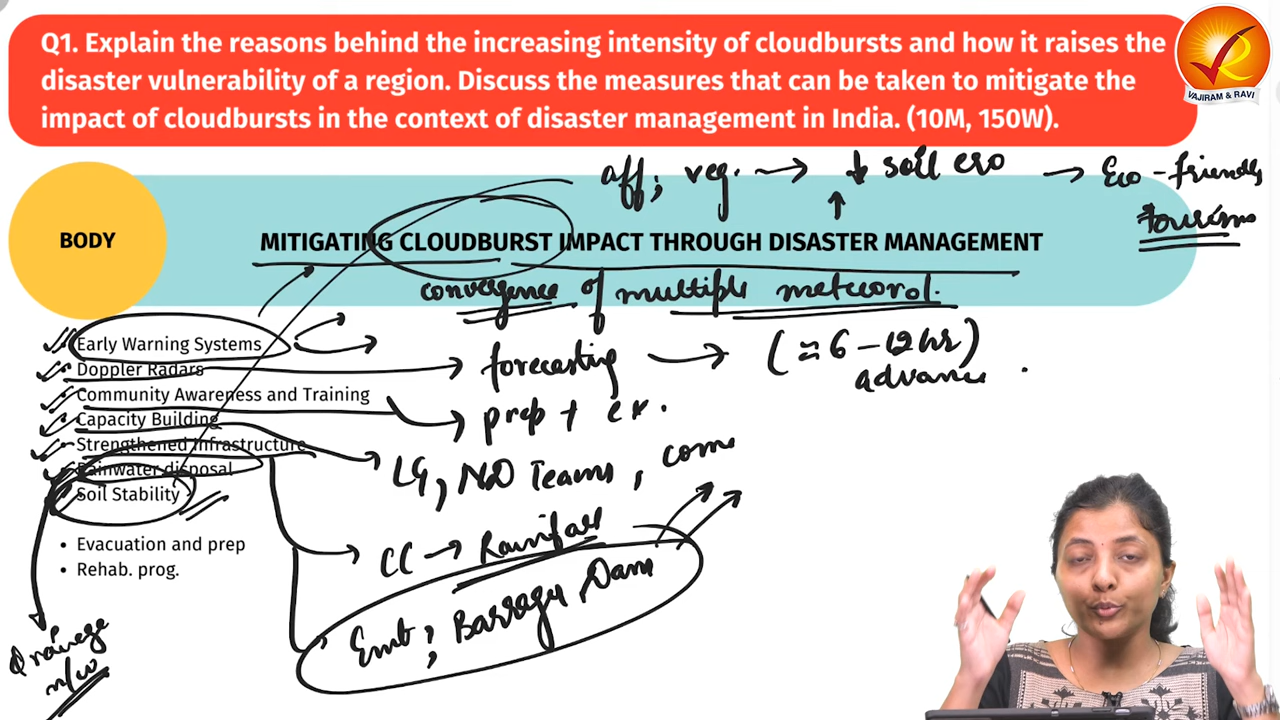 Q1. Explain the reasons behind the increasing intensity of cloudbursts and how it raises the
disaster vulnerability of a region. Discuss the measures that can be taken to mitigate the
impact of cloudbursts in the context of disaster management in India. (10M, 150W).
VAJIRAM & RAVI
aff; veg. → ↓ soil ero → Eco-friendly
tourism
BODY
MITIGATING CLOUDBURST IMPACT THROUGH DISASTER MANAGEMENT
convergence of multiple meteorol.
Early Warning Systems
Doppler Radars → forecasting → (≈ 6-12 hr)
advance
Community Awareness and Training → prep + ex.
Capacity Building → LG, ND Teams, comm
Strengthened Infrastructure
Rainwater disposal
Soil Stability
CC → Rainfall
• Evacuation and prep
• Rehab. prog.
Emb; Barrage, Dam
Drainage
n/w